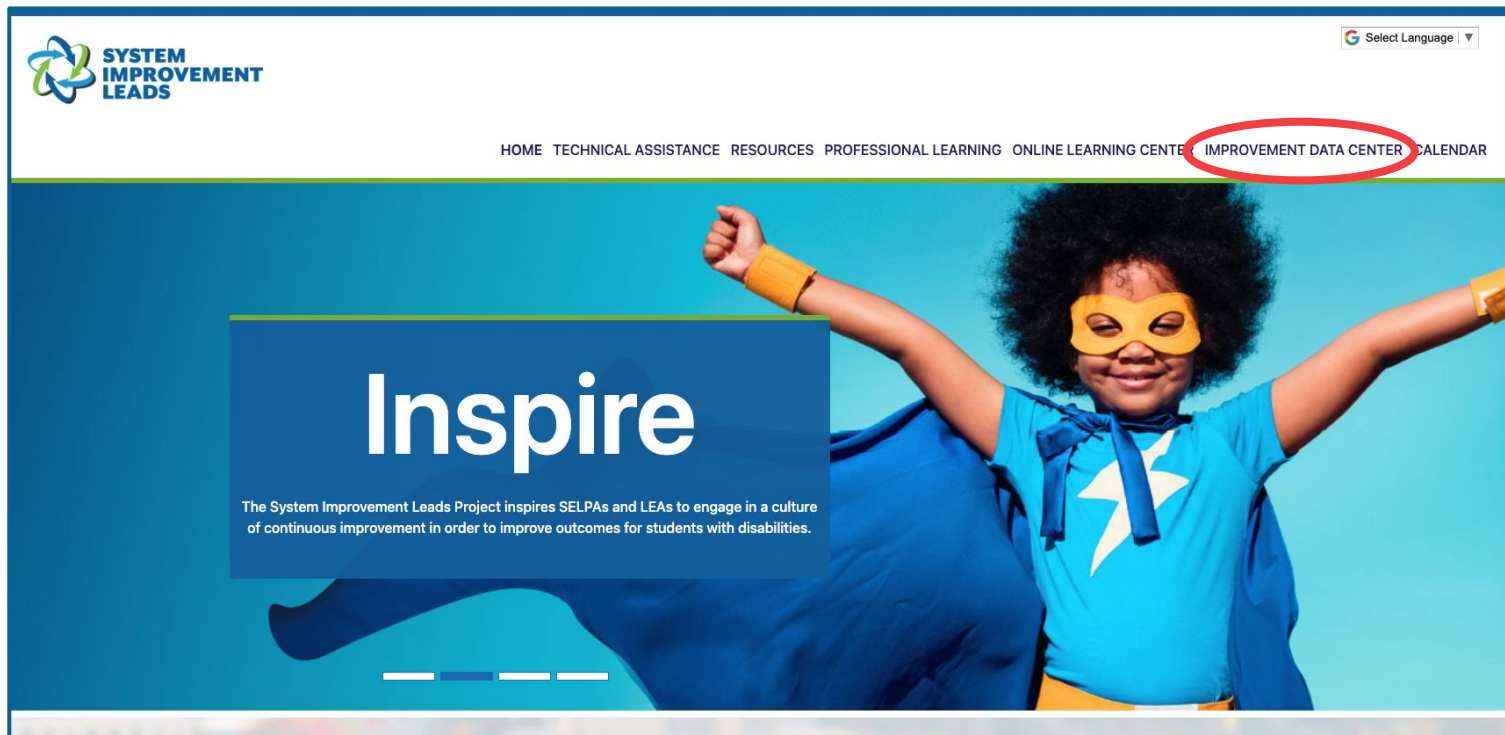 Select Language
SYSTEM
IMPROVEMENT
LEADS
HOME TECHNICAL ASSISTANCE RESOURCES PROFESSIONAL LEARNING ONLINE LEARNING CENTER IMPROVEMENT DATA CENTER CALENDAR
Inspire
The System Improvement Leads Project inspires SELPAs and LEAs to engage in a culture
of continuous improvement in order to improve outcomes for students with disabilities.